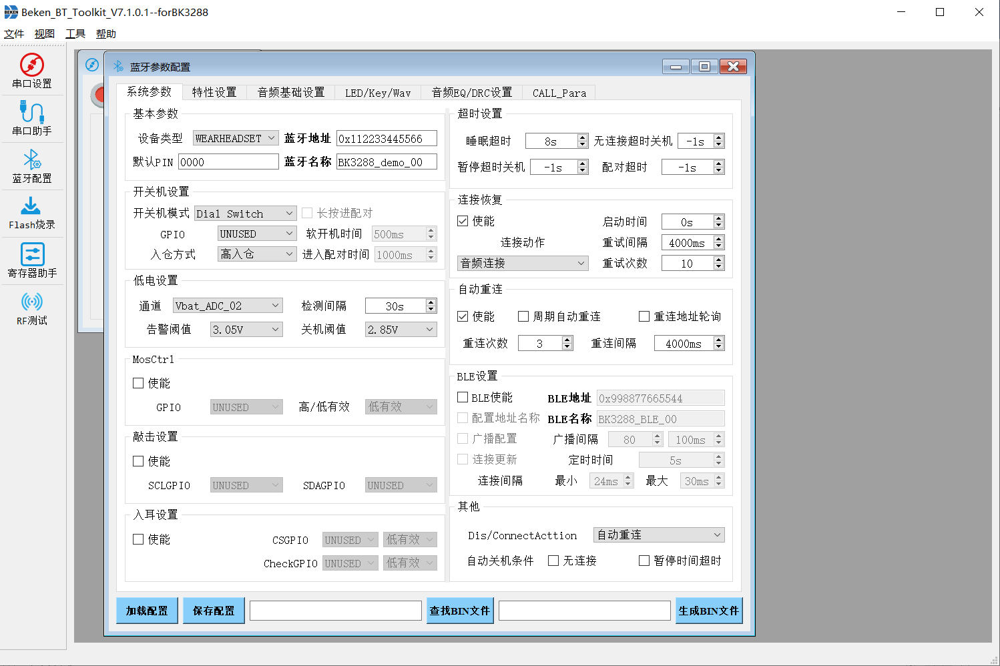 Beken_BT_Toolkit_V7.1.0.1--forBK3288
文件 视图 工具 帮助
串口设置
串口助手
蓝牙配置
Flash烧录
寄存器助手
RF测试
蓝牙参数配置
系统参数 特性设置 音频基础设置 LED/Key/Wav 音频EQ/DRC设置 CALL_Para
基本参数
设备类型 WEARHEADSET 蓝牙地址 0x112233445566
默认PIN 0000 蓝牙名称 BK3288_demo_00
开关机设置
开关机模式 Dial Switch 长按进配对
GPIO UNUSED 软开机时间 500ms
入仓方式 高入仓 进入配对时间 1000ms
低电设置
通道 Vbat_ADC_02 检测间隔 30s
告警阈值 3.05V 关机阈值 2.85V
MosCtrl
使能
GPIO UNUSED 高/低有效 低有效
敲击设置
使能
SCLGPIO UNUSED SDAGPIO UNUSED
入耳设置
使能 CSGPIO UNUSED 低有效
CheckGPIO UNUSED 低有效
超时设置
睡眠超时 8s 无连接超时关机 -1s
暂停超时关机 -1s 配对超时 -1s
连接恢复
使能 启动时间 0s
连接动作 重试间隔 4000ms
音频连接 重试次数 10
自动重连
使能 周期自动重连 重连地址轮询
重连次数 3 重连间隔 4000ms
BLE设置
BLE使能 BLE地址 0x998877665544
配置地址名称 BLE名称 BK3288_BLE_00
广播配置 广播间隔 80 100ms
连接更新 定时时间 5s
连接间隔 最小 24ms 最大 30ms
其他
Dis/ConnectActtion 自动重连
自动关机条件 无连接 暂停时间超时
加载配置 保存配置 查找BIN文件 生成BIN文件